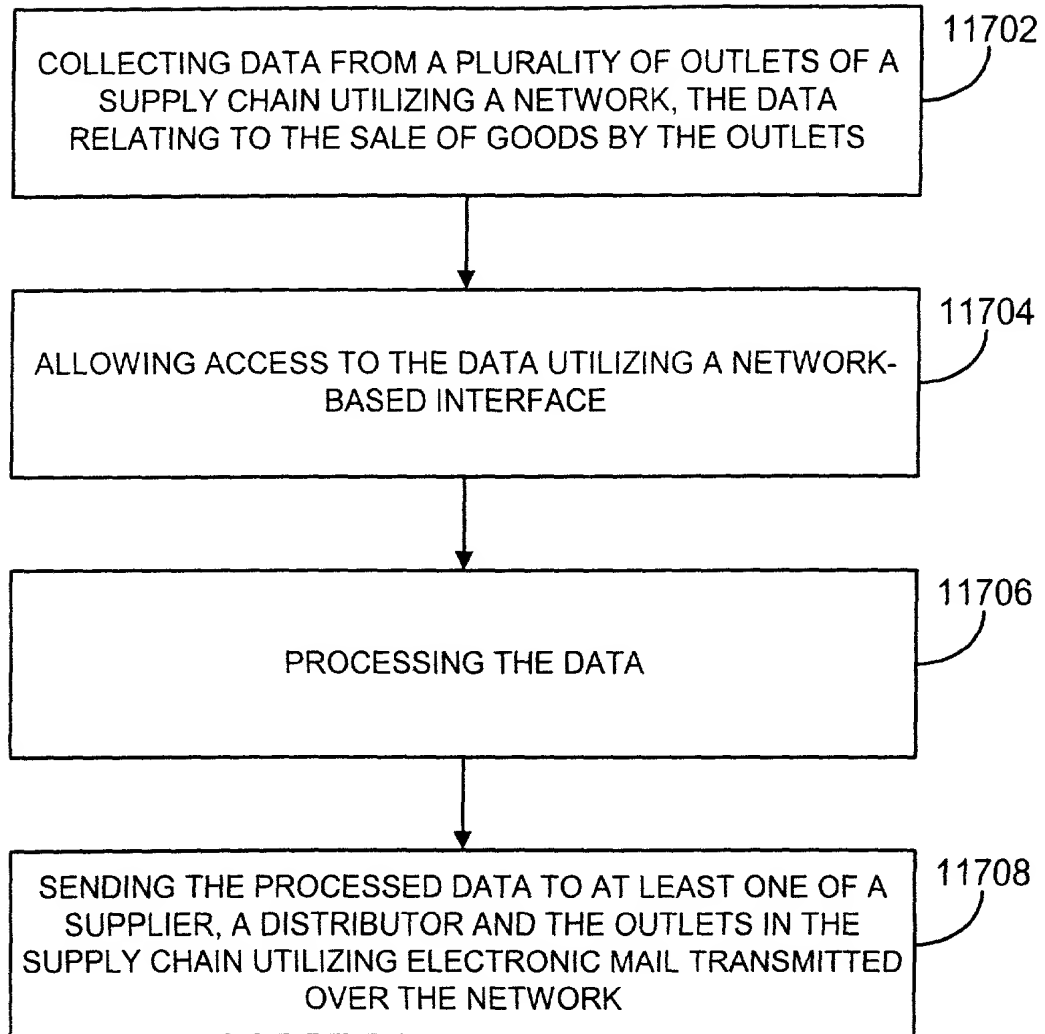 11702
COLLECTING DATA FROM A PLURALITY OF OUTLETS OF A
SUPPLY CHAIN UTILIZING A NETWORK, THE DATA
RELATING TO THE SALE OF GOODS BY THE OUTLETS
11704
ALLOWING ACCESS TO THE DATA UTILIZING A NETWORK-
BASED INTERFACE
11706
PROCESSING THE DATA
11708
SENDING THE PROCESSED DATA TO AT LEAST ONE OF A
SUPPLIER, A DISTRIBUTOR AND THE OUTLETS IN THE
SUPPLY CHAIN UTILIZING ELECTRONIC MAIL TRANSMITTED
OVER THE NETWORK